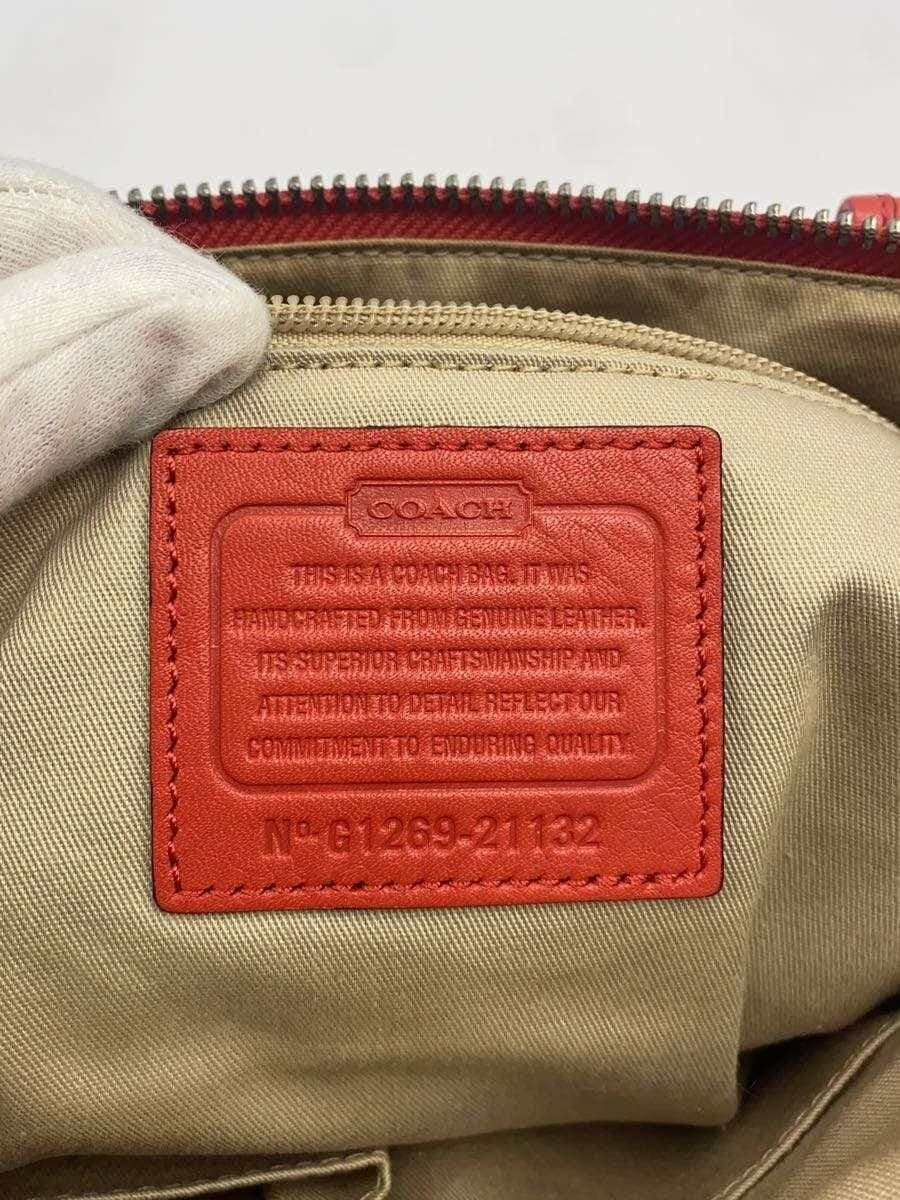 COACH
THIS IS A COACH BAG. IT WAS
HANDCRAFTED FROM GENUINE LEATHER.
ITS SUPERIOR CRAFTSMANSHIP AND
ATTENTION TO DETAIL REFLECT OUR
COMMITMENT TO ENDURING QUALITY.
Nº- G1269-21132